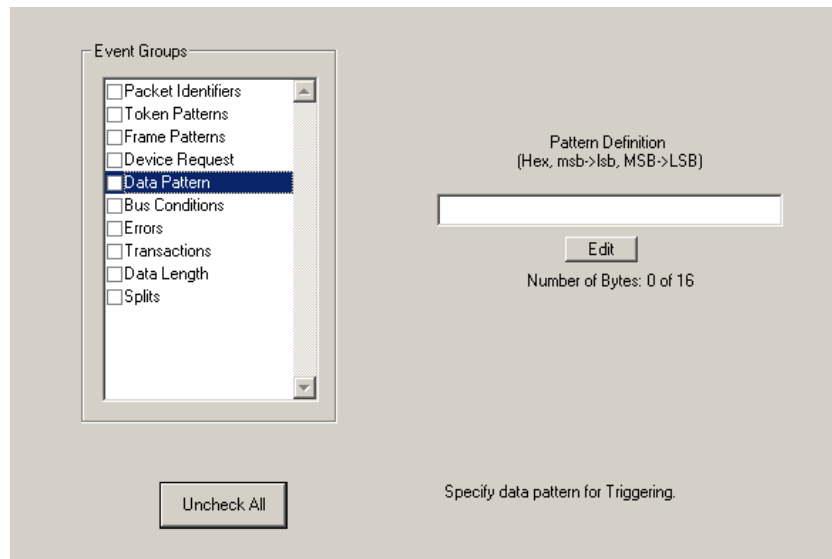 Event Groups
Packet Identifiers
Token Patterns
Frame Patterns
Device Request
Data Pattern
Bus Conditions
Errors
Transactions
Data Length
Splits
Uncheck All
Pattern Definition
(Hex, msb->lsb, MSB->LSB)
Edit
Number of Bytes: 0 of 16
Specify data pattern for Triggering.